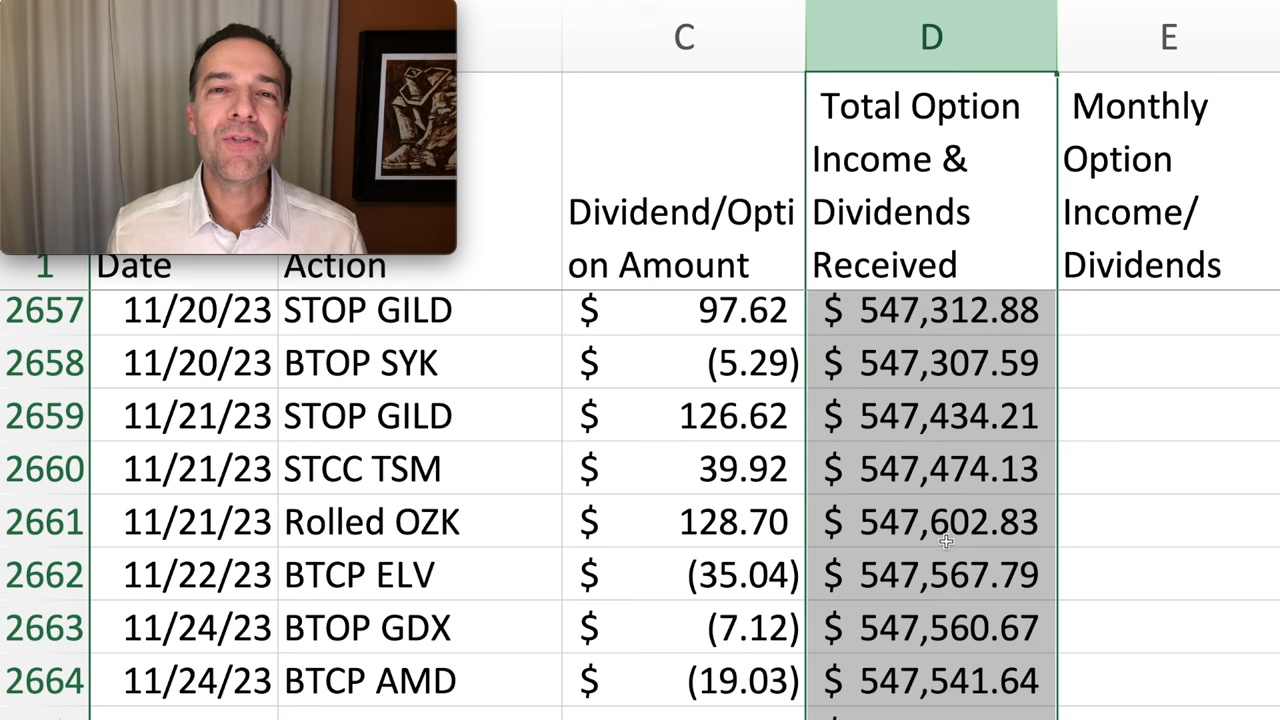 C D E
Total Option Monthly
Income & Option
Dividend/Opti Dividends Income/
1 Date Action on Amount Received Dividends
2657 11/20/23 STOP GILD $ 97.62 $ 547,312.88
2658 11/20/23 BTOP SYK $ (5.29) $ 547,307.59
2659 11/21/23 STOP GILD $ 126.62 $ 547,434.21
2660 11/21/23 STCC TSM $ 39.92 $ 547,474.13
2661 11/21/23 Rolled OZK $ 128.70 $ 547,602.83
2662 11/22/23 BTCP ELV $ (35.04) $ 547,567.79
2663 11/24/23 BTOP GDX $ (7.12) $ 547,560.67
2664 11/24/23 BTCP AMD $ (19.03) $ 547,541.64